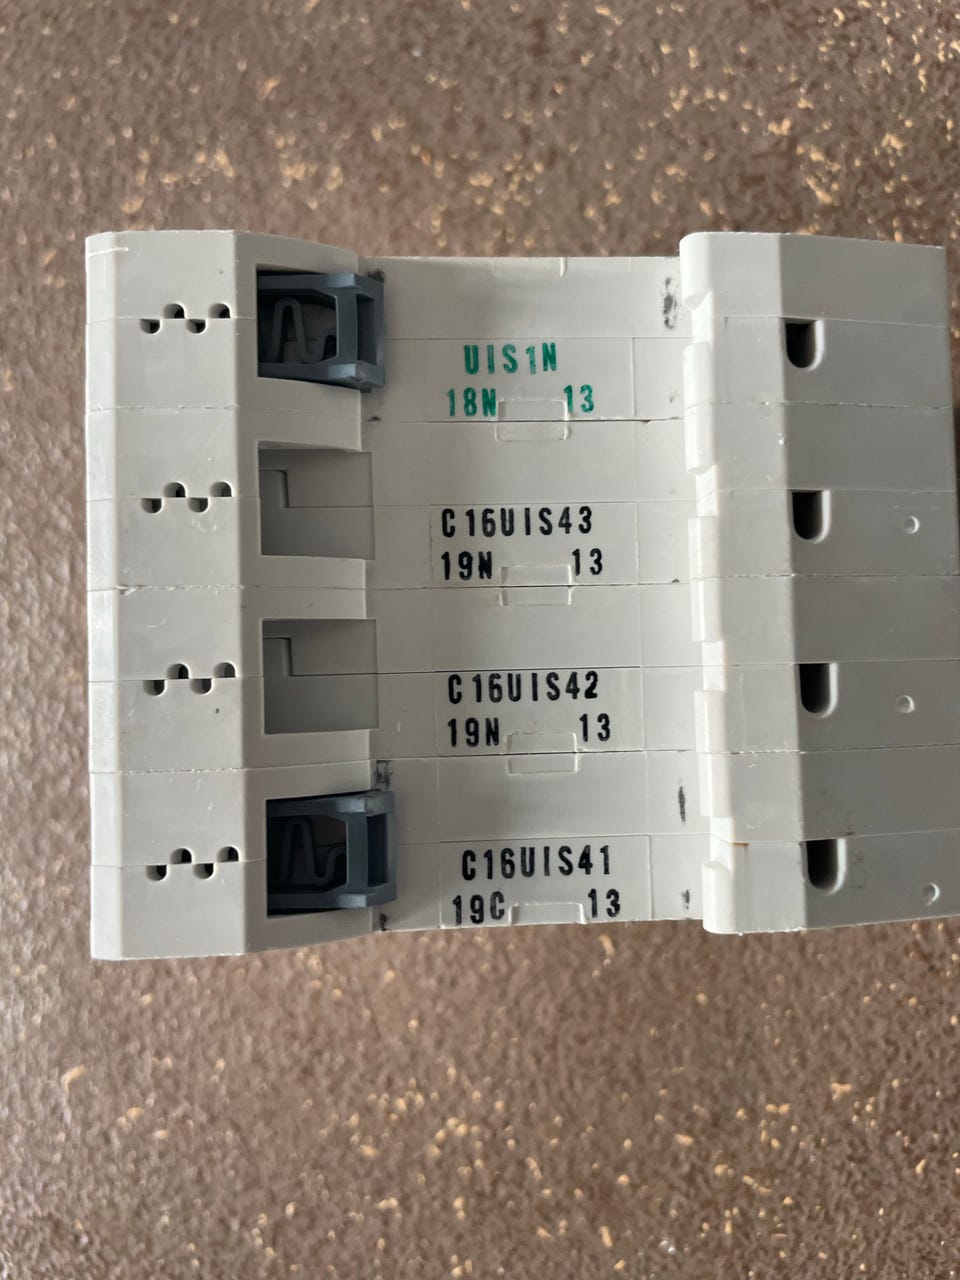 UIS1N
18N 13
C16UIS43
19N 13
C16UIS42
19N 13
C16UIS41
19C 13